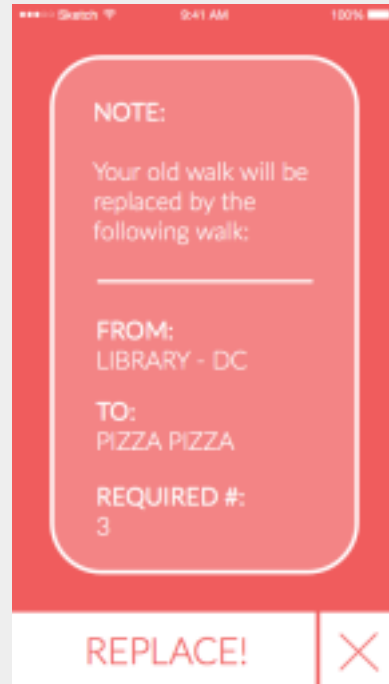 Sketch 9:41 AM 100%
NOTE:
Your old walk will be
replaced by the
following walk:
FROM:
LIBRARY - DC
TO:
PIZZA PIZZA
REQUIRED #:
3
REPLACE!